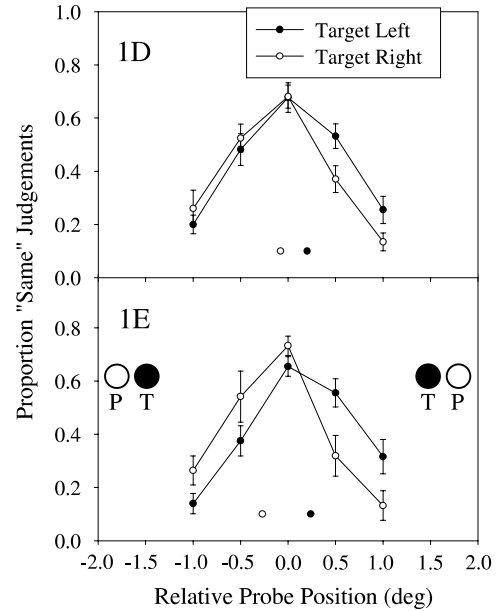 1.0
1D
Target Left
Target Right
0.8
0.6
0.4
0.2
0.0
Proportion "Same" Judgements
1E
0.8
0.6
0.4
0.2
0.0
P T
T P
-2.0 -1.5 -1.0 -0.5 0.0 0.5 1.0 1.5 2.0
Relative Probe Position (deg)